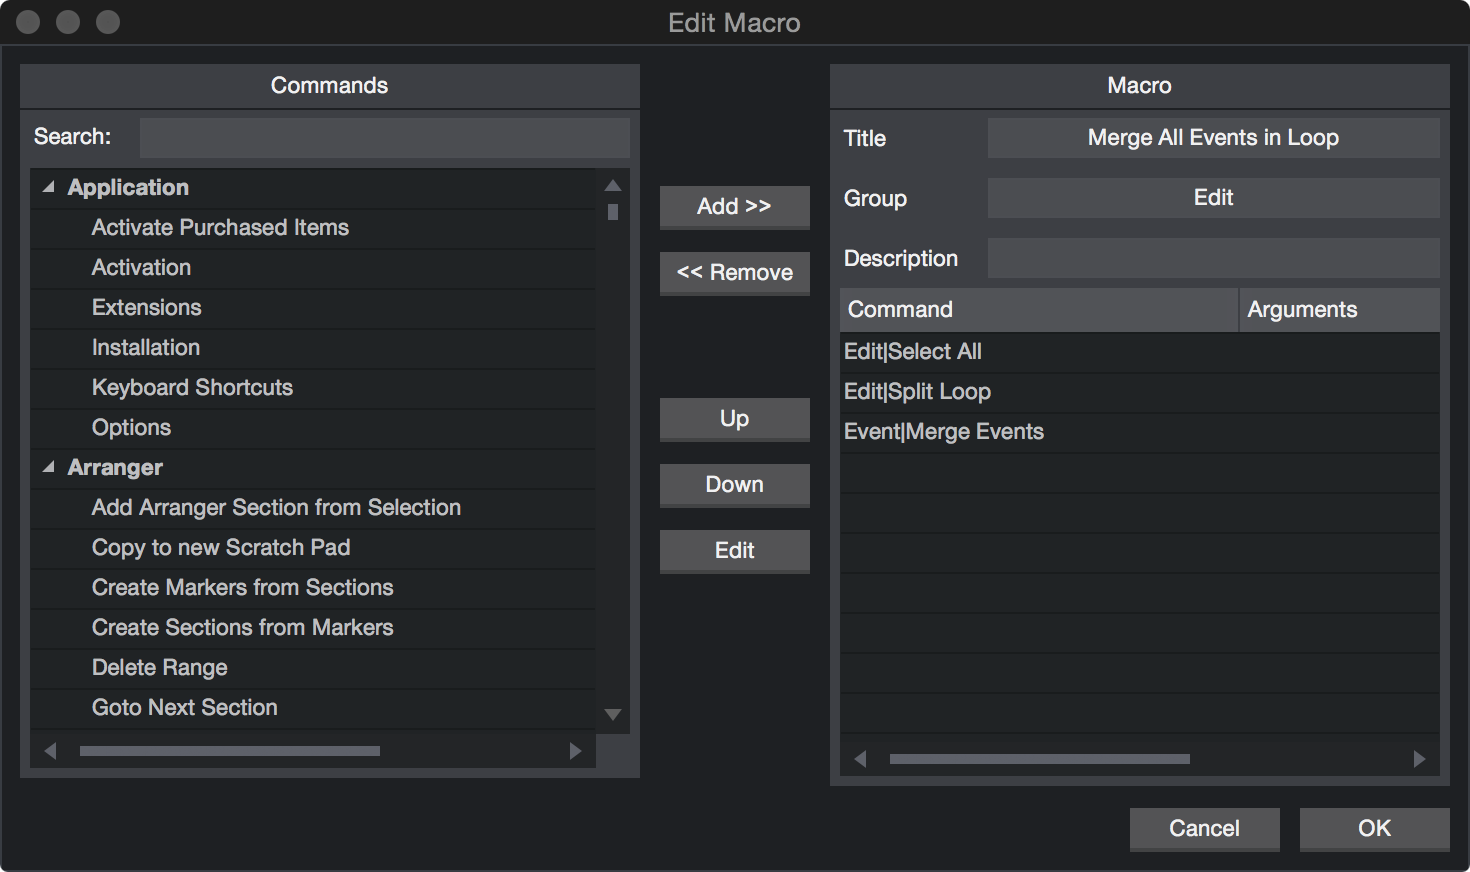 Edit Macro
Commands
Search:
Application
Activate Purchased Items
Activation
Extensions
Installation
Keyboard Shortcuts
Options
Arranger
Add Arranger Section from Selection
Copy to new Scratch Pad
Create Markers from Sections
Create Sections from Markers
Delete Range
Goto Next Section
Add >>
<< Remove
Up
Down
Edit
Macro
Title Merge All Events in Loop
Group Edit
Description
Command Arguments
Edit|Select All
Edit|Split Loop
Event|Merge Events
Cancel OK